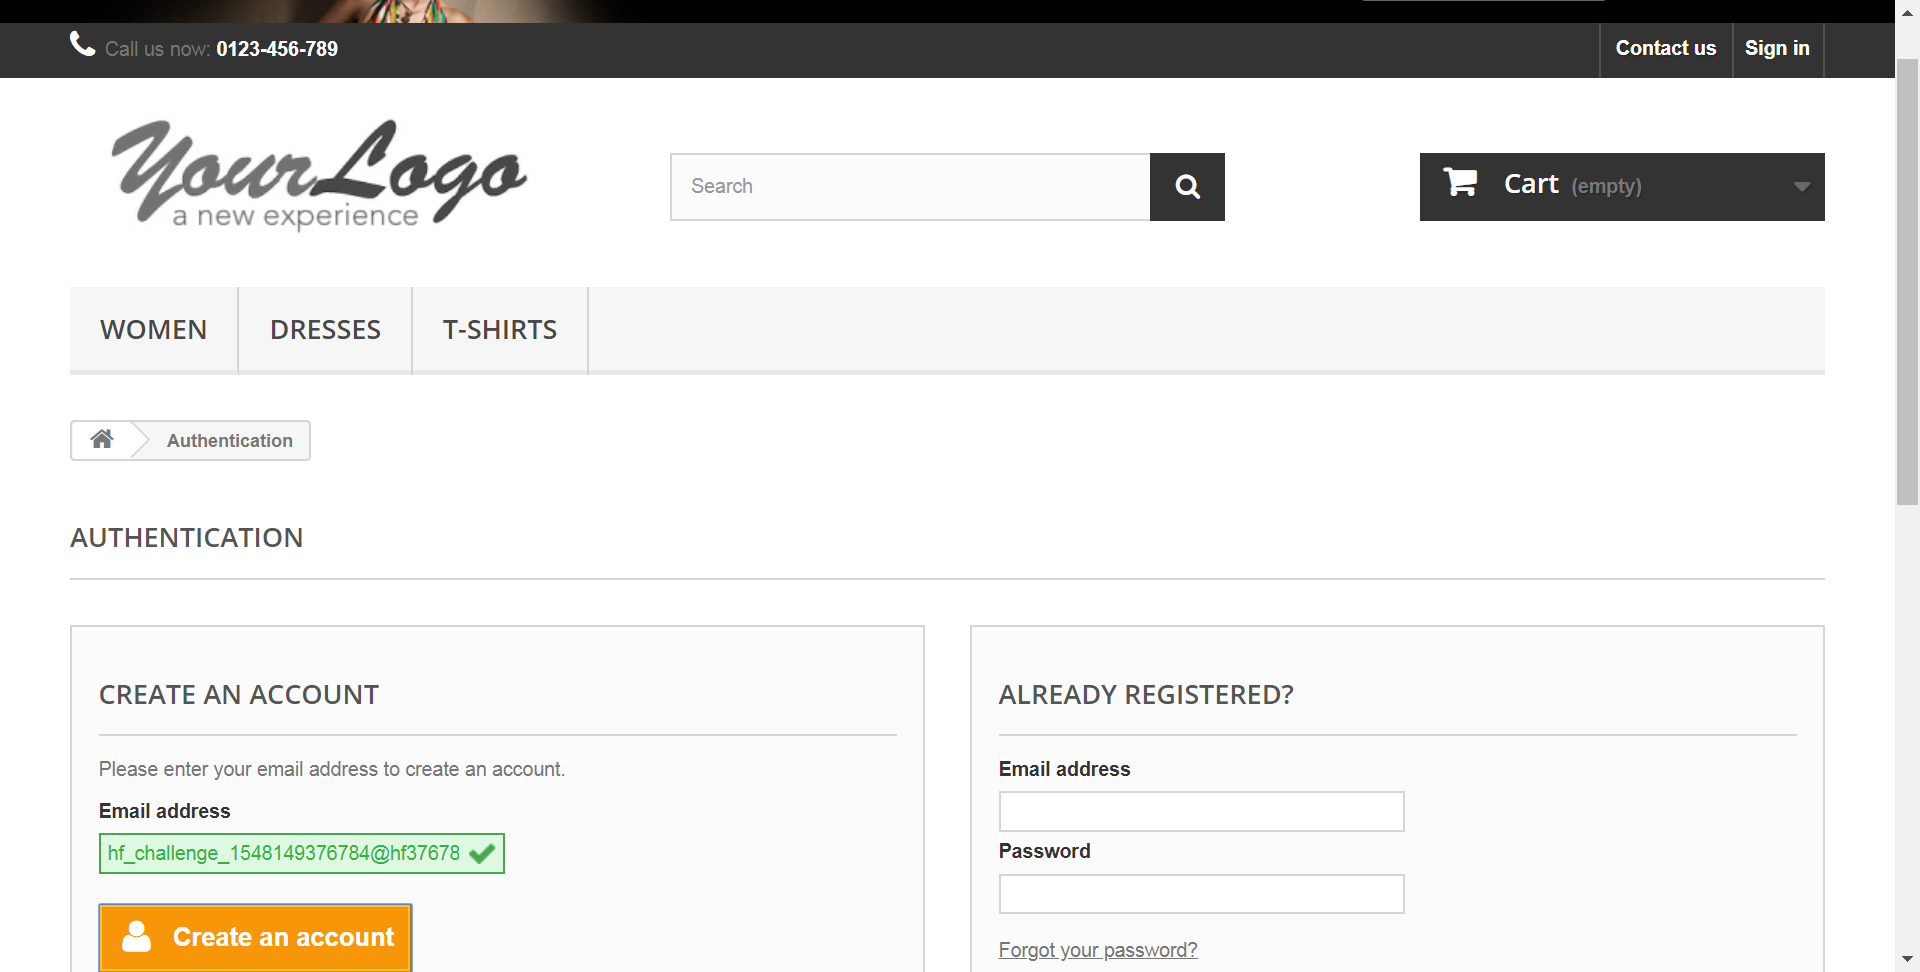 Call us now: 0123-456-789
Contact us
Sign in
Your Logo
a new experience
Search
Cart (empty)
WOMEN
DRESSES
T-SHIRTS
Authentication
AUTHENTICATION
CREATE AN ACCOUNT
Please enter your email address to create an account.
Email address
hf_challenge_1548149376784@hf37678
Create an account
ALREADY REGISTERED?
Email address
Password
Forgot your password?